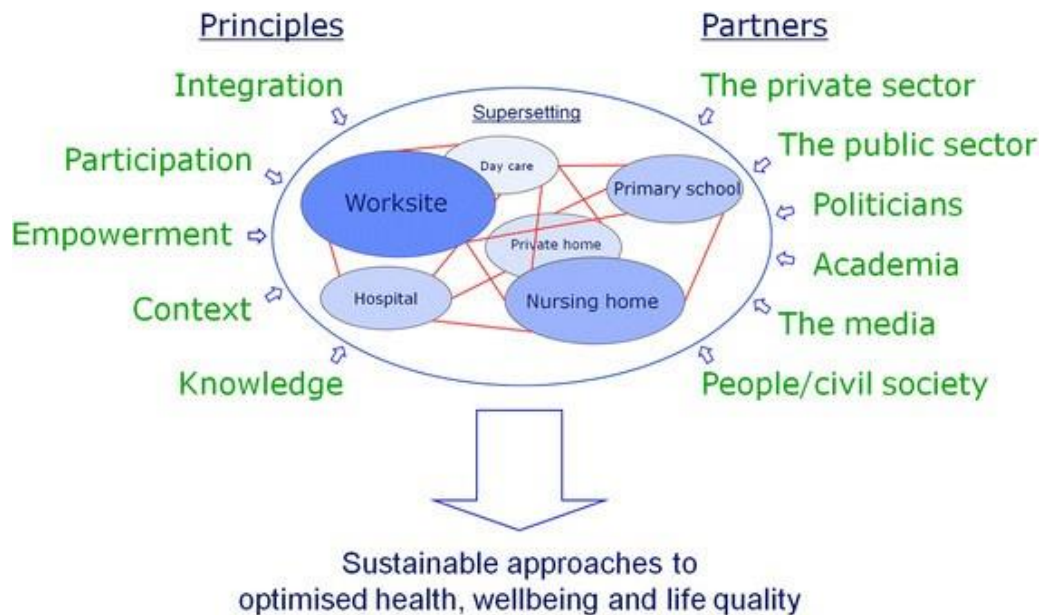 Principles
Partners
Integration
Participation
Empowerment
Context
Knowledge
Supersetting
Day care
Worksite
Primary school
Private home
Hospital
Nursing home
The private sector
The public sector
Politicians
Academia
The media
People/civil society
Sustainable approaches to
optimised health, wellbeing and life quality